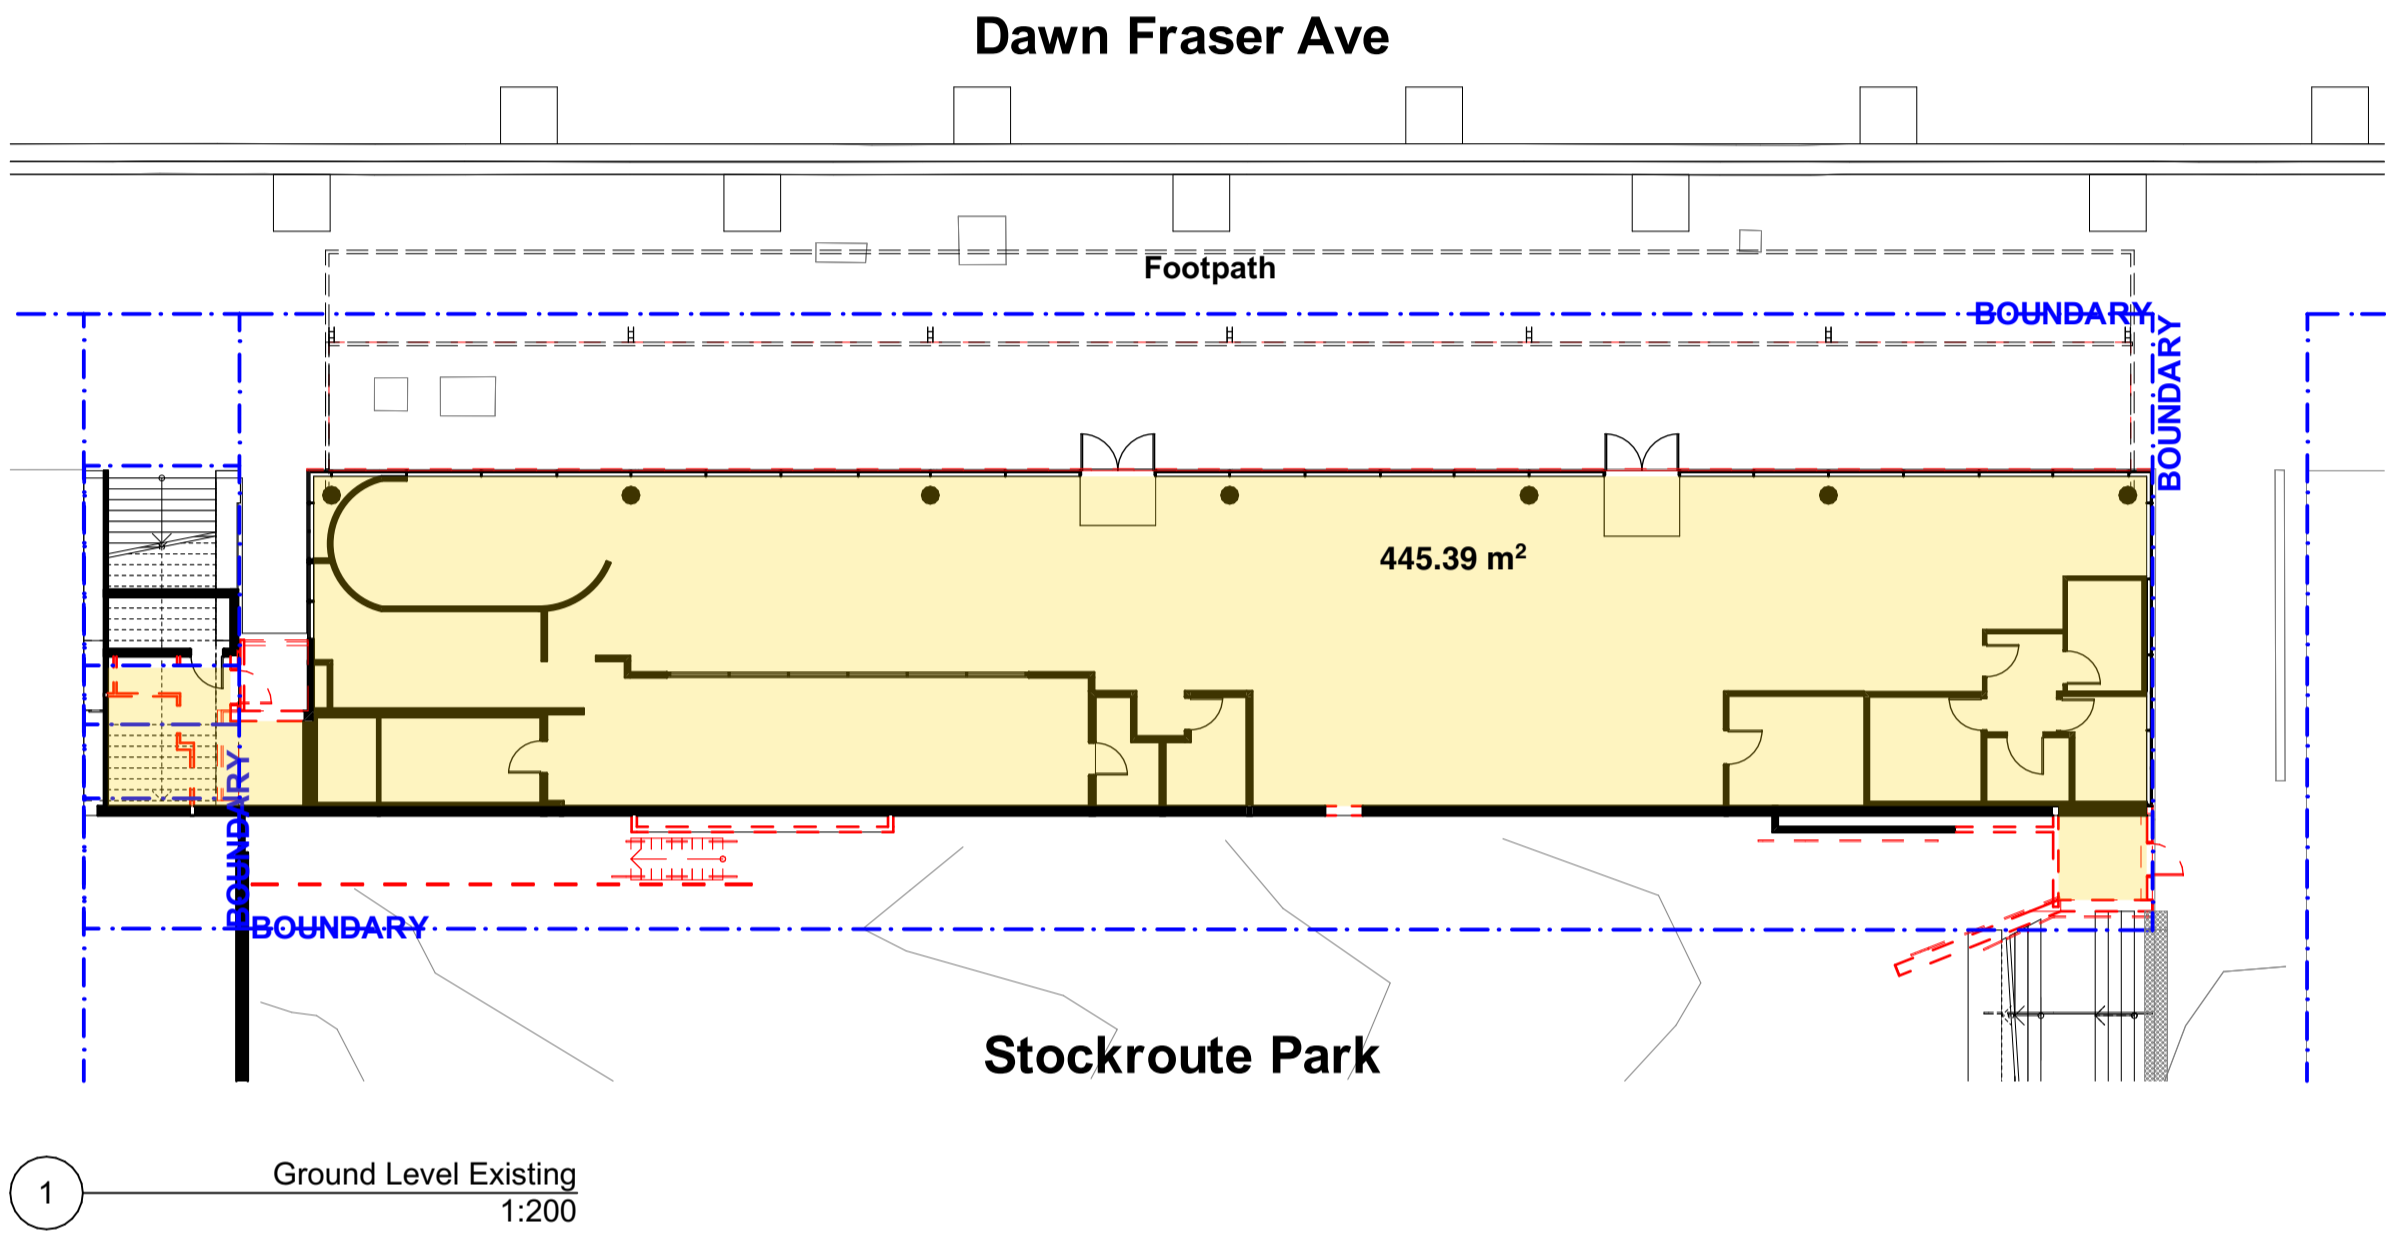 Dawn Fraser Ave
Footpath
BOUNDARY
BOUNDARY
445.39 m²
BOUNDARY
BOUNDARY
Stockroute Park
1
Ground Level Existing
1:200